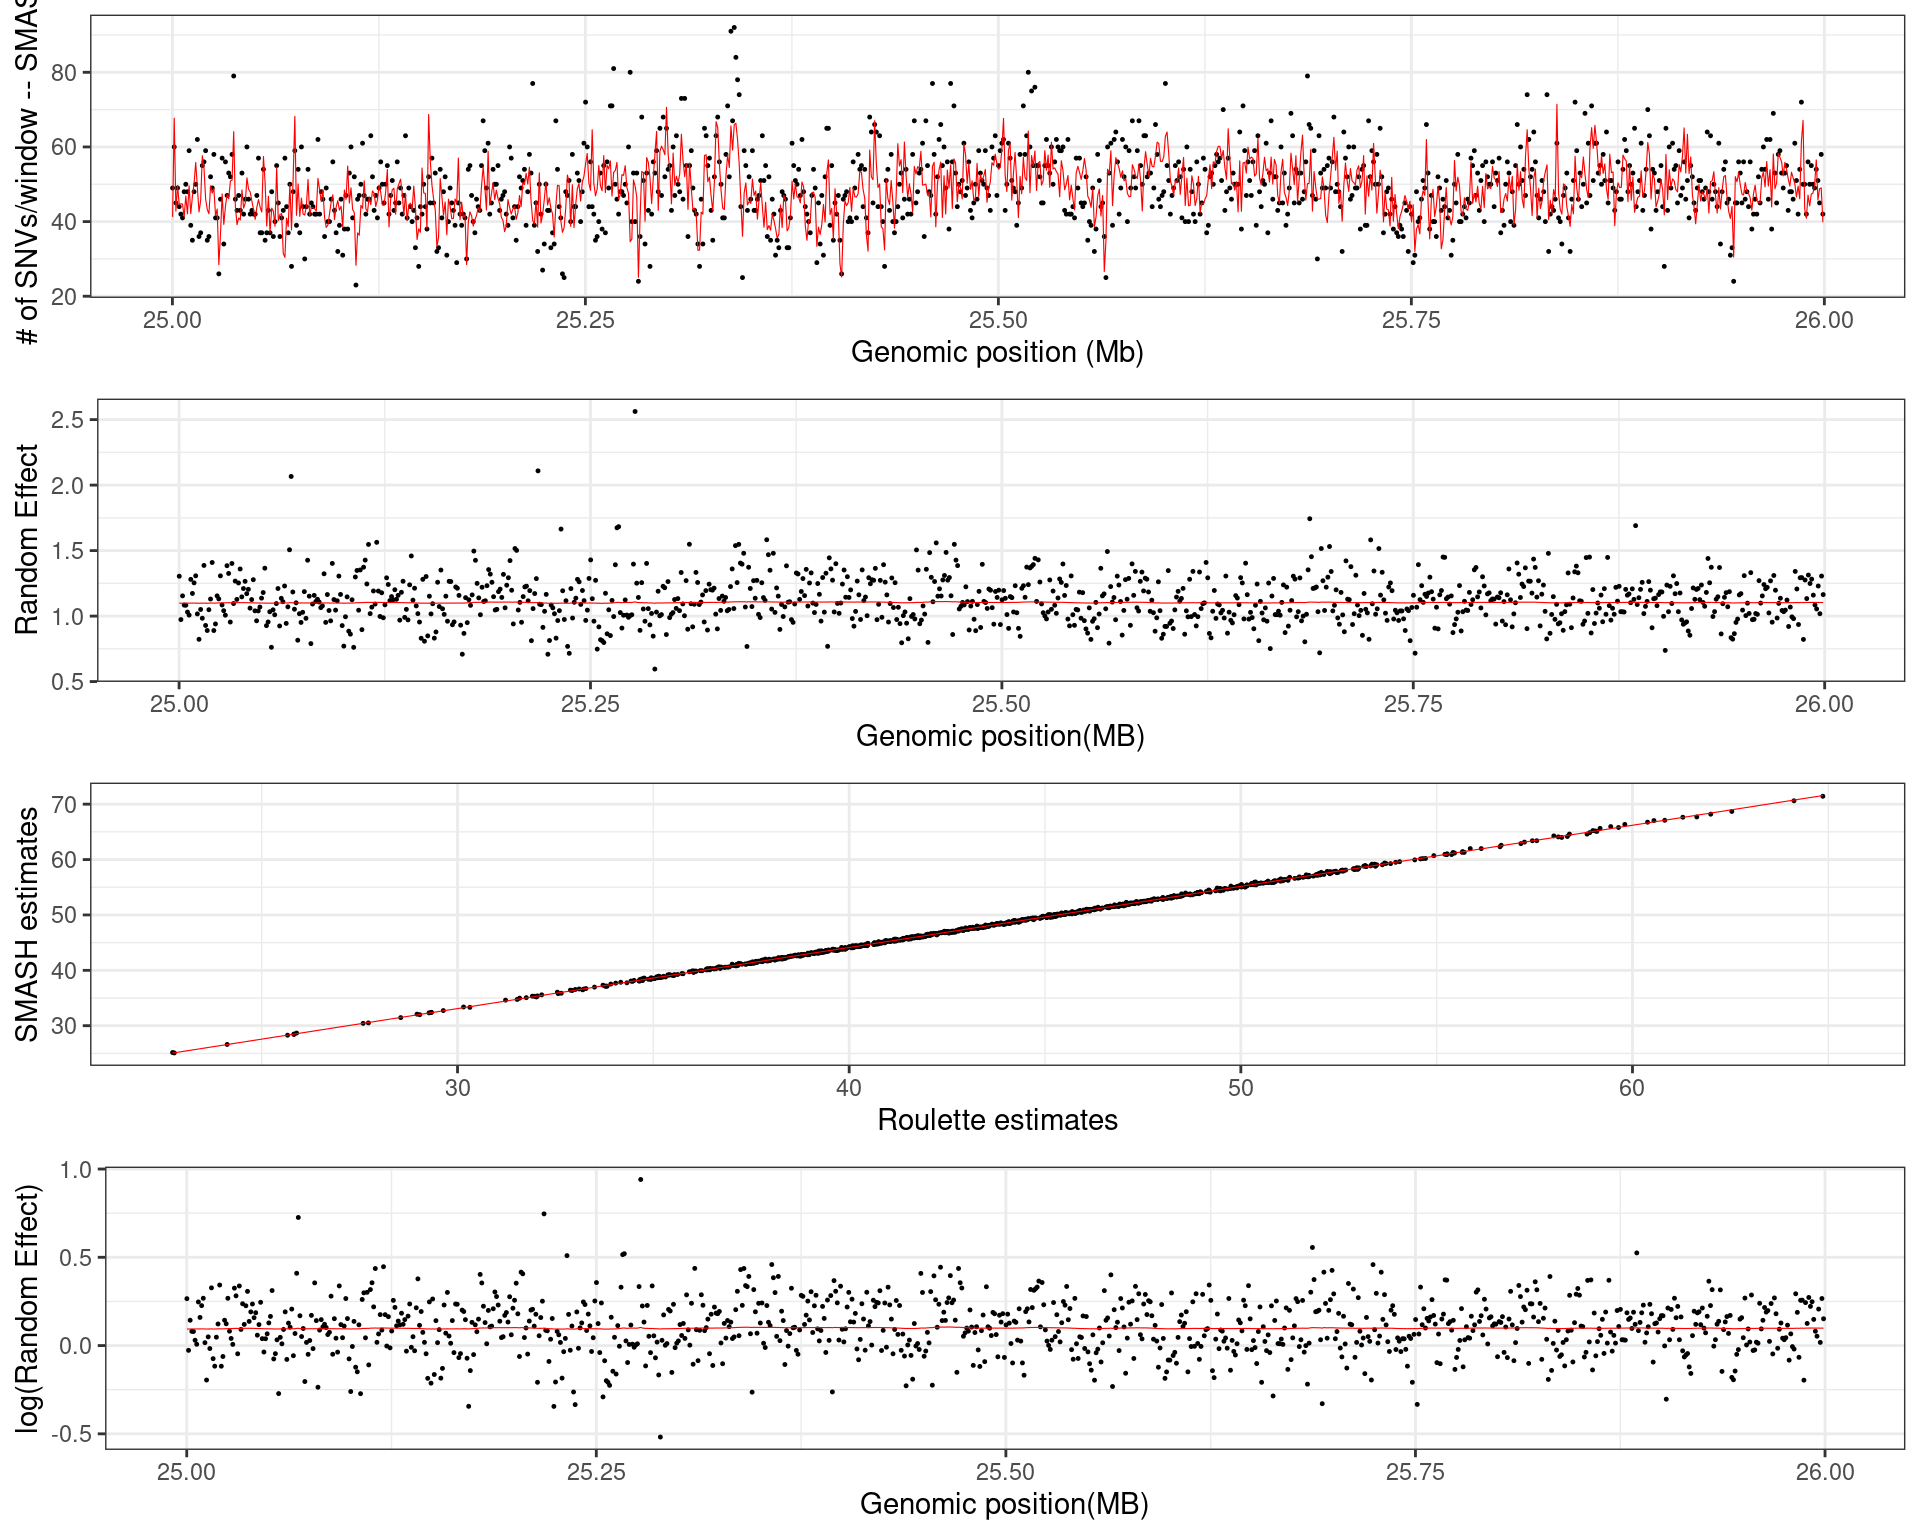 # of SNVs/window -- SMAS
80
60
40
20
25.00 25.25 25.50 25.75 26.00
Genomic position (Mb)
Random Effect
2.5
2.0
1.5
1.0
0.5
25.00 25.25 25.50 25.75 26.00
Genomic position(MB)
SMASH estimates
70
60
50
40
30
30 40 50 60
Roulette estimates
log(Random Effect)
1.0
0.5
0.0
-0.5
25.00 25.25 25.50 25.75 26.00
Genomic position(MB)